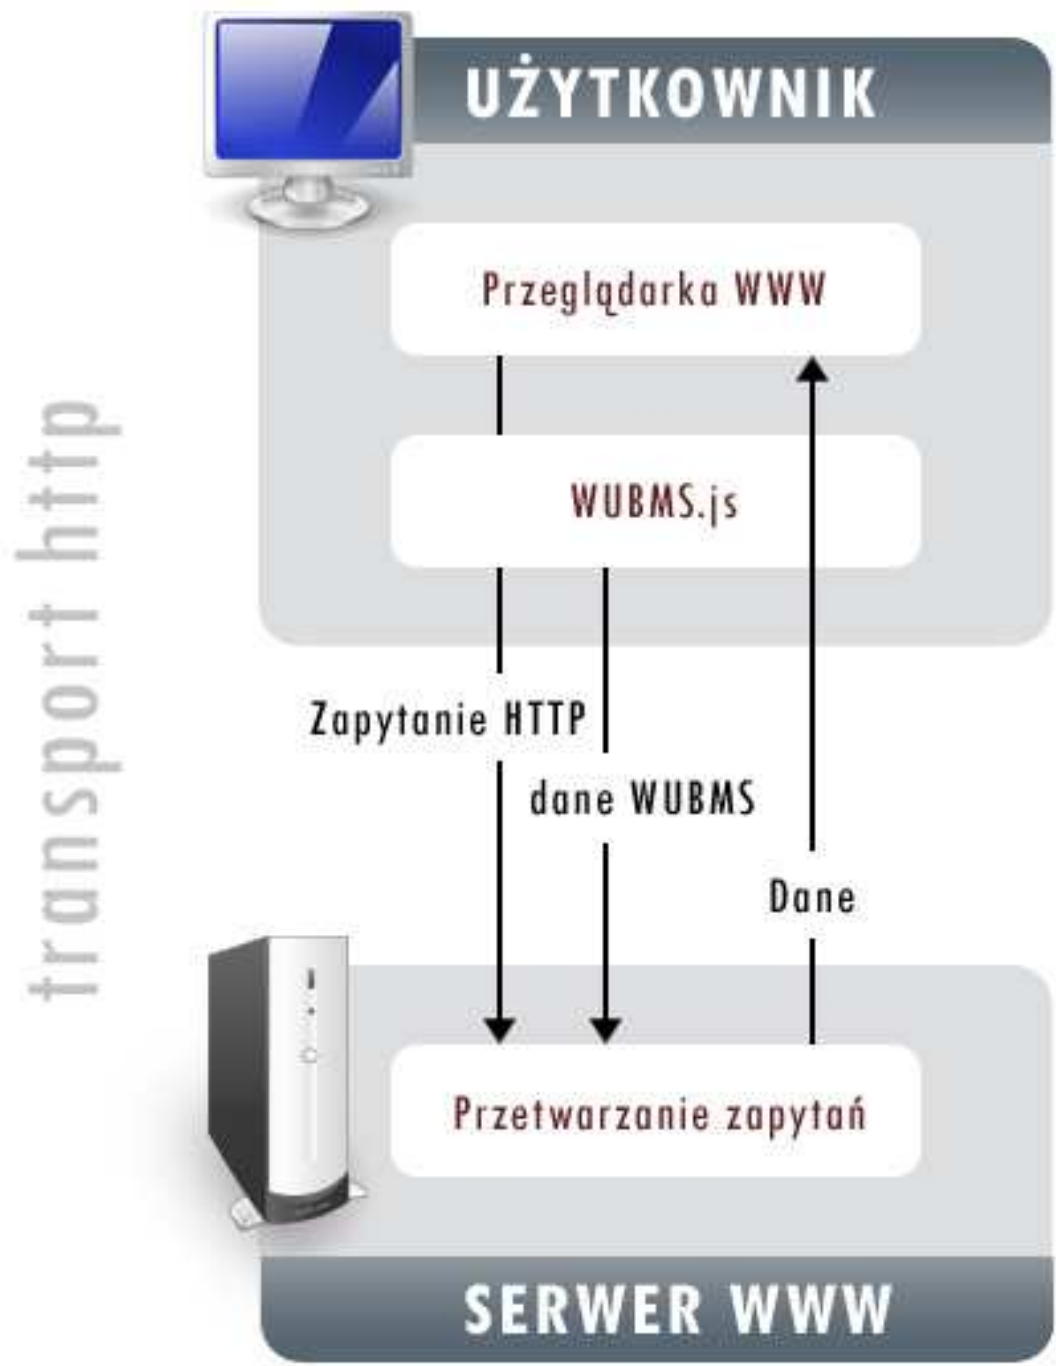 UŻYTKOWNIK
Przeglądarka WWW
WUBMS.js
transport http
Zapytanie HTTP
dane WUBMS
Dane
Przetwarzanie zapytań
SERWER WWW